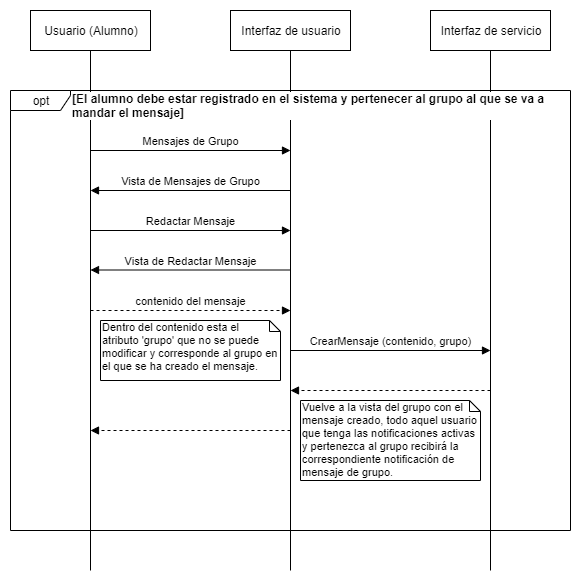 Usuario (Alumno)
Interfaz de usuario
Interfaz de servicio
opt
[El alumno debe estar registrado en el sistema y pertenecer al grupo al que se va a
mandar el mensaje]
Mensajes de Grupo
Vista de Mensajes de Grupo
Redactar Mensaje
Vista de Redactar Mensaje
contenido del mensaje
Dentro del contenido esta el
atributo 'grupo' que no se puede
modificar y corresponde al grupo en
el que se ha creado el mensaje.
CrearMensaje (contenido, grupo)
Vuelve a la vista del grupo con el
mensaje creado, todo aquel usuario
que tenga las notificaciones activas
y pertenezca al grupo recibirá la
correspondiente notificación de
mensaje de grupo.